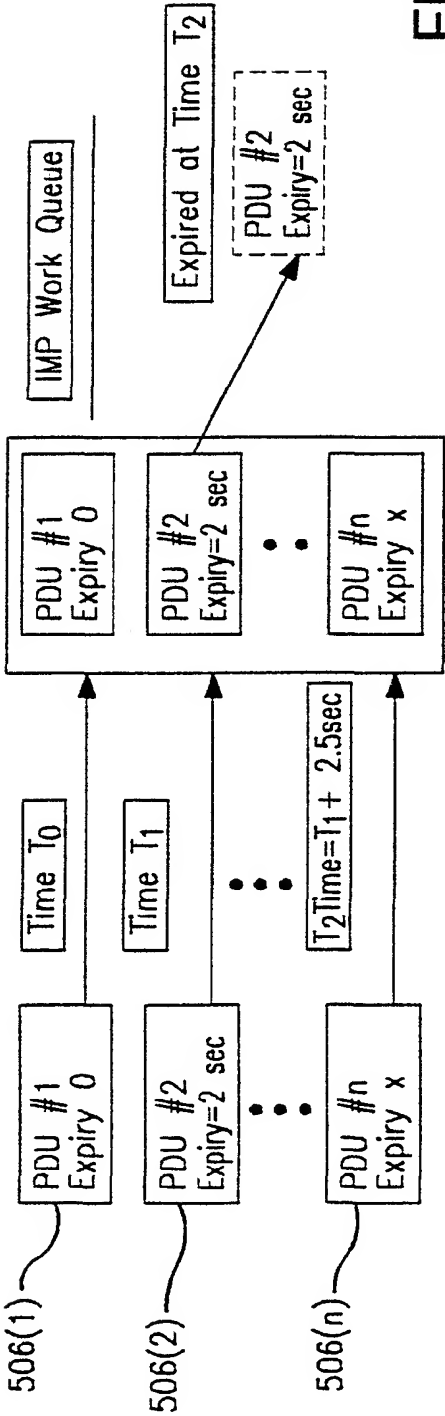 506(1)
PDU #1
Expiry 0
Time T₀
PDU #1
Expiry 0
IMP Work Queue
506(2)
PDU #2
Expiry=2 sec
Time T₁
PDU #2
Expiry=2 sec
Expired at Time T₂
PDU #2
Expiry=2 sec
506(n)
PDU #n
Expiry x
T₂Time=T₁+ 2.5sec
PDU #n
Expiry x